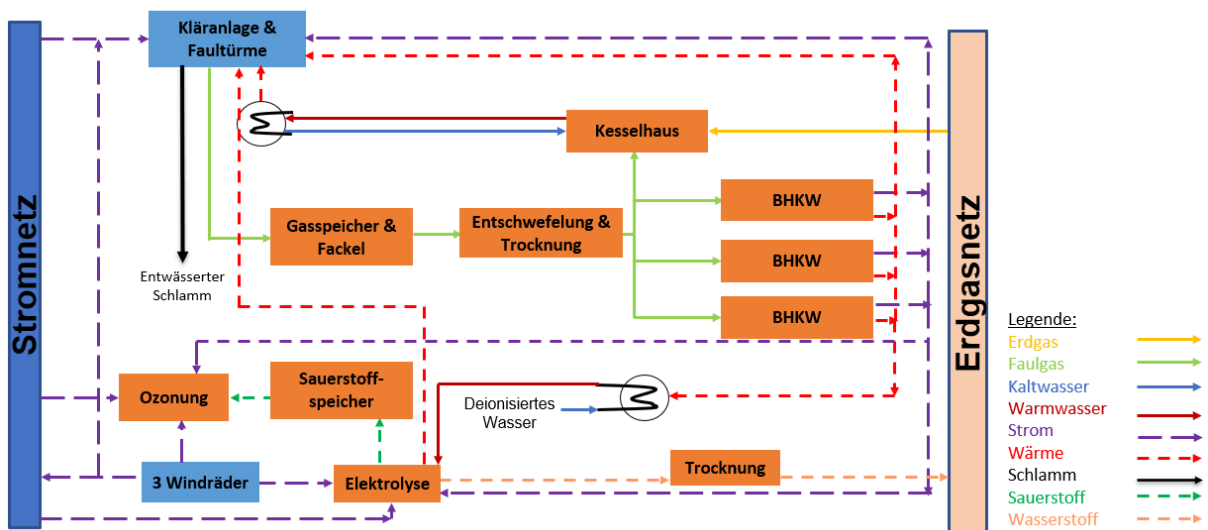 Kläranlage &
Faultürme
Stromnetz
Erdgasnetz
Kesselhaus
BHKW
Gasspeicher &
Fackel
Entschwefelung &
Trocknung
BHKW
Entwässerter
Schlamm
BHKW
Legende:
Erdgas
Faulgas
Kaltwasser
Warmwasser
Strom
Wärme
Schlamm
Sauerstoff
Wasserstoff
Ozonung
Sauerstoff-
speicher
Deionisiertes
Wasser
3 Windräder
Elektrolyse
Trocknung